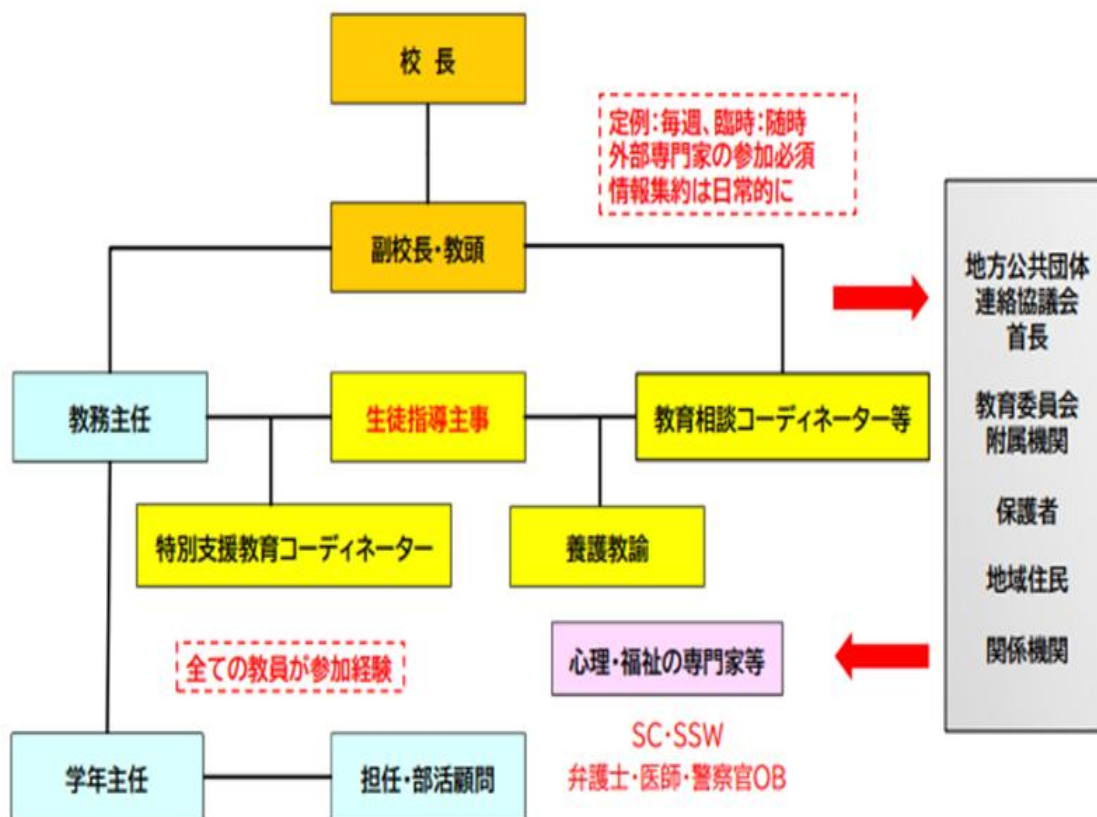 校 長
定例：毎週、臨時：随時
外部専門家の参加必須
情報集約は日常的に
副校長・教頭
地方公共団体
連絡協議会
首長
教育委員会
附属機関
保護者
地域住民
関係機関
教務主任
生徒指導主事
教育相談コーディネーター等
特別支援教育コーディネーター
養護教諭
全ての教員が参加経験
心理・福祉の専門家等
SC・SSW
弁護士・医師・警察官OB
学年主任
担任・部活顧問